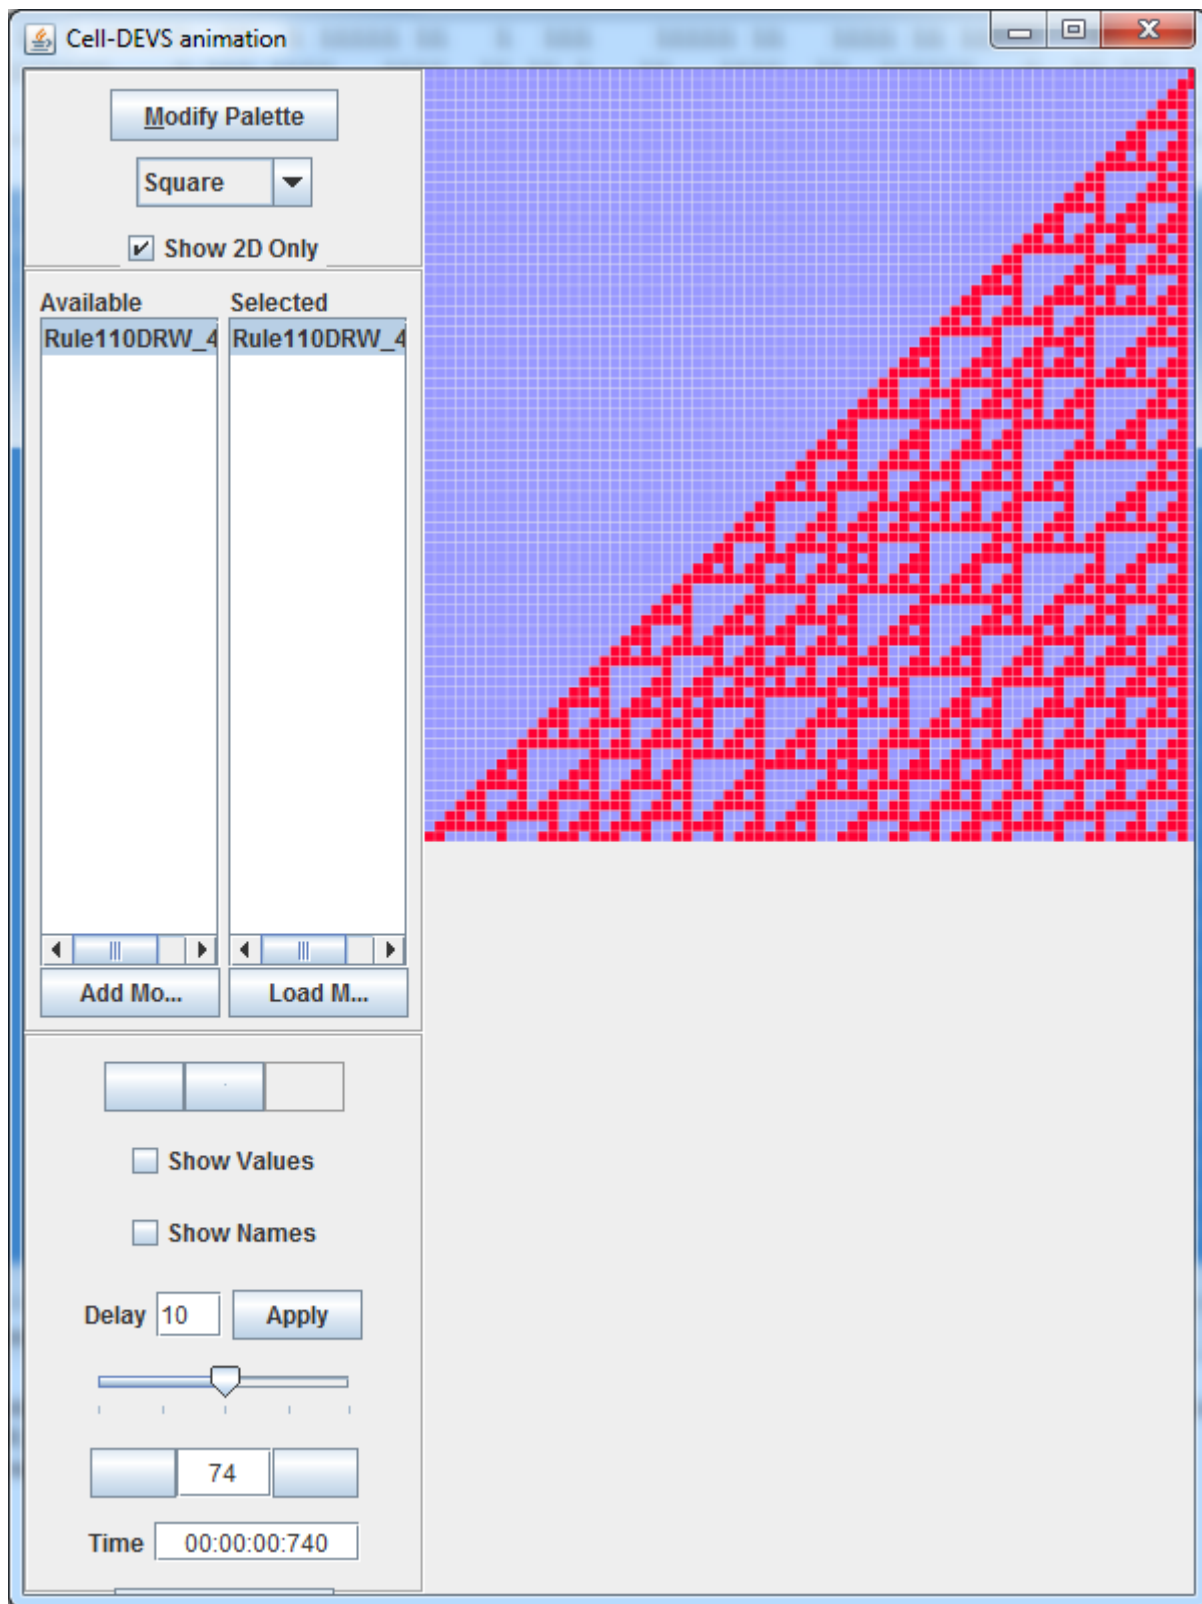 Cell-DEVS animation
Modify Palette
Square
Show 2D Only
Available Selected
Rule110DRW_4 Rule110DRW_4
Add Mo... Load M...
Show Values
Show Names
Delay 10 Apply
74
Time 00:00:00:740